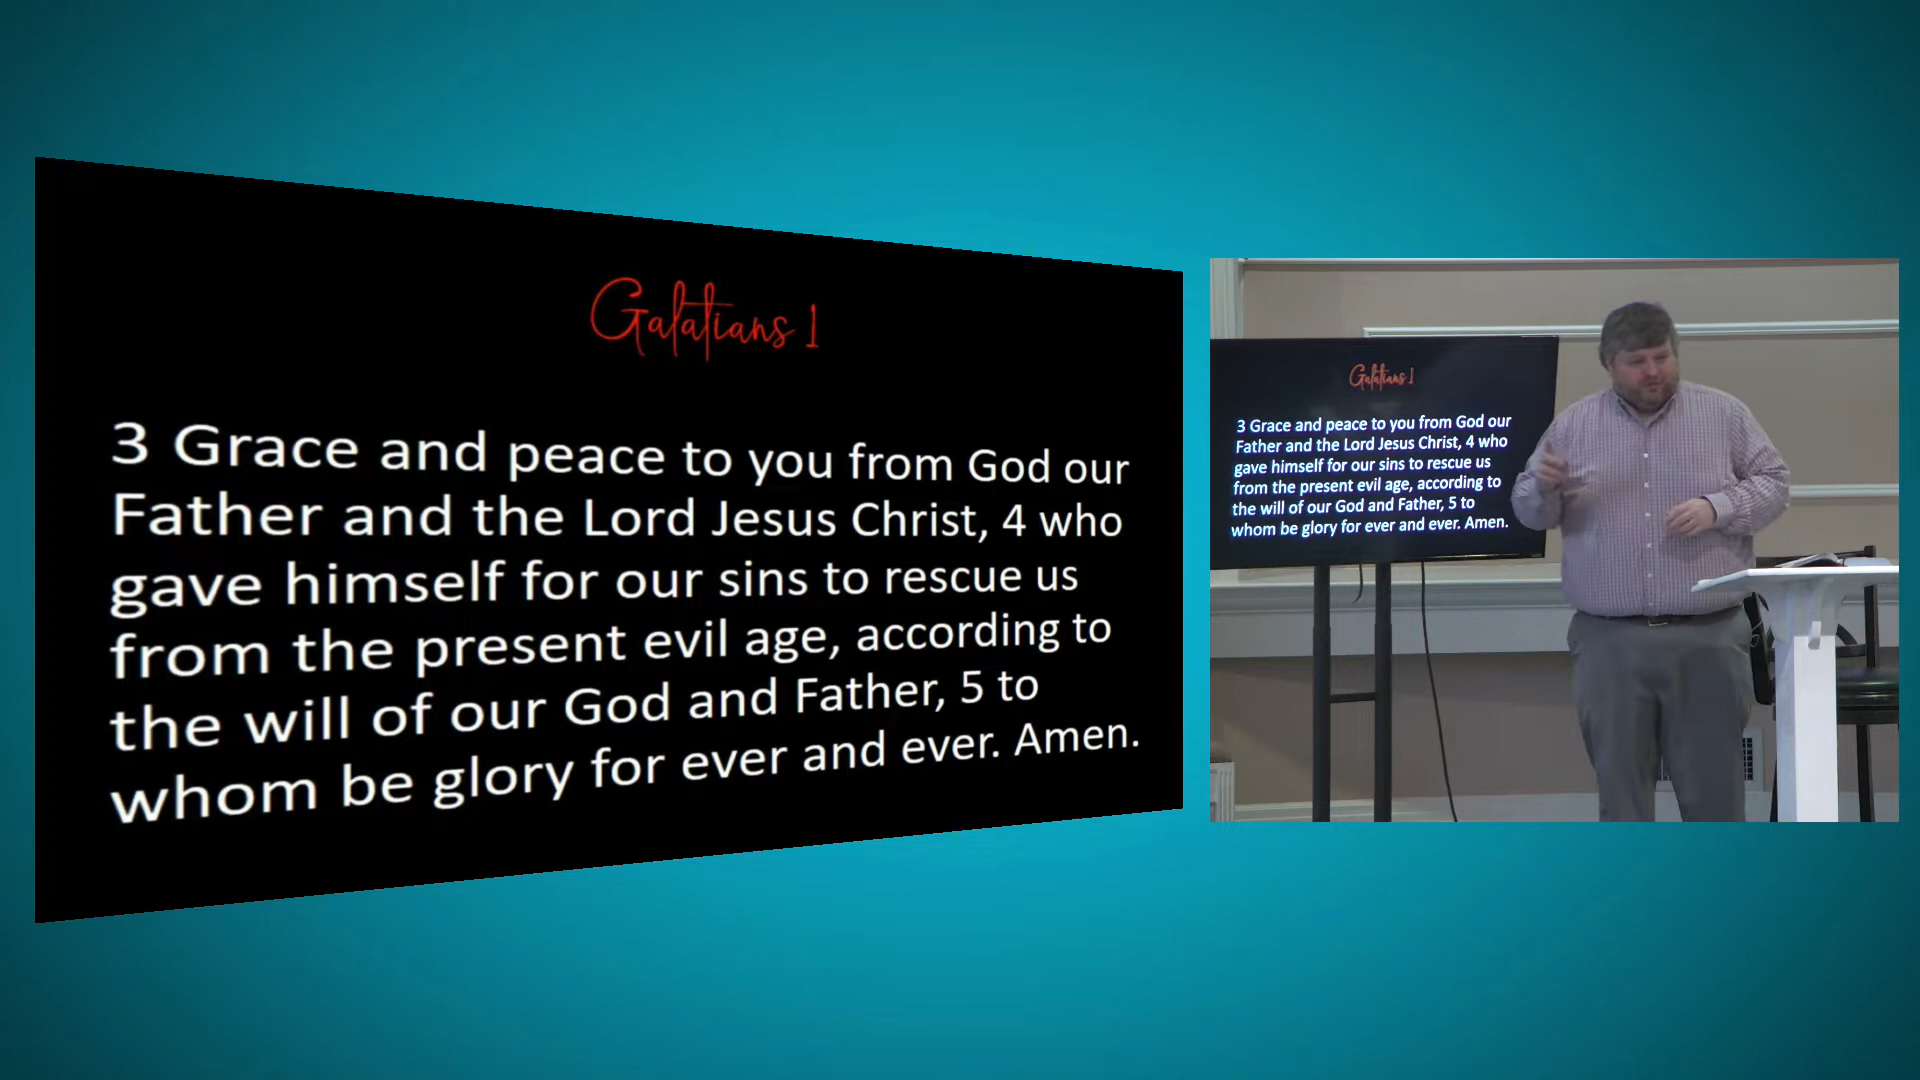 Galatians 1
3 Grace and peace to you from God our
Father and the Lord Jesus Christ, 4 who
gave himself for our sins to rescue us
from the present evil age, according to
the will of our God and Father, 5 to
whom be glory for ever and ever. Amen.
Galatians 1
3 Grace and peace to you from God our
Father and the Lord Jesus Christ, 4 who
gave himself for our sins to rescue us
from the present evil age, according to
the will of our God and Father, 5 to
whom be glory for ever and ever. Amen.